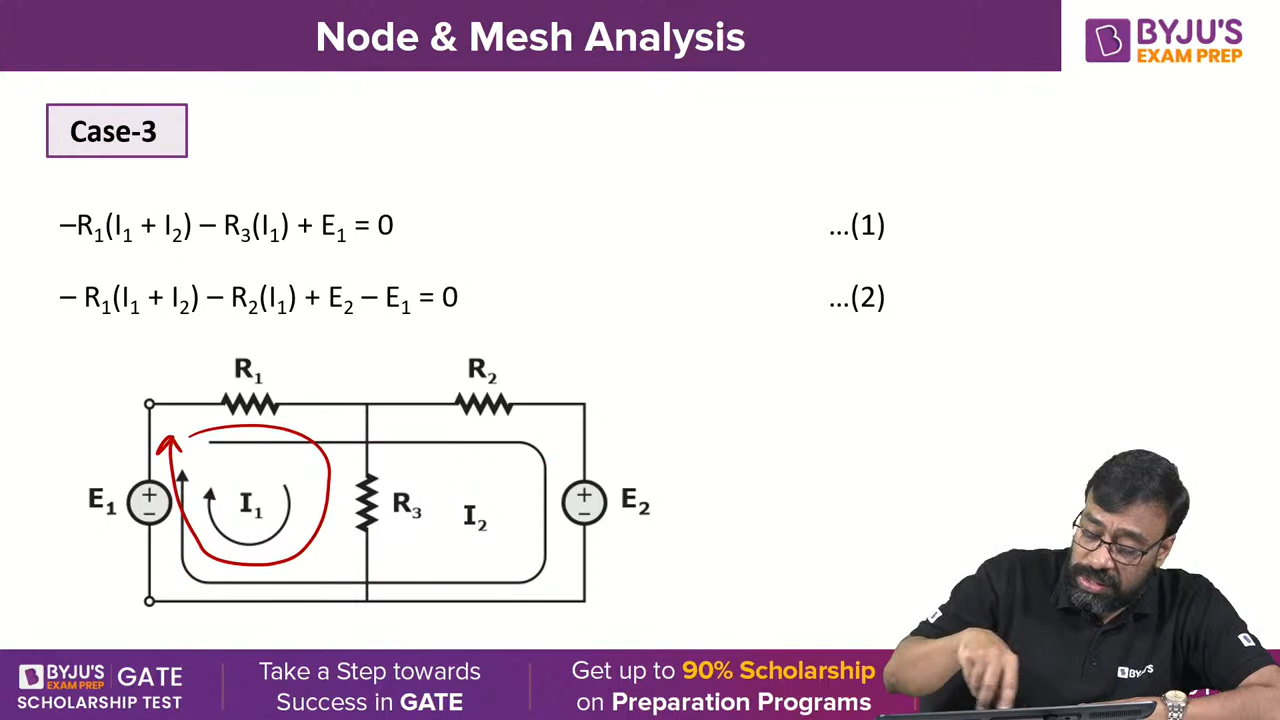 Node & Mesh Analysis
BYJU'S
EXAM PREP
Case-3
–R₁(I₁ + I₂) – R₃(I₁) + E₁ = 0 ...(1)
– R₁(I₁ + I₂) – R₂(I₁) + E₂ – E₁ = 0 ...(2)
R₁ R₂
E₁ + – I₁ R₃ I₂ + – E₂
BYJU'S
BYJU'S EXAM PREP GATE
SCHOLARSHIP TEST
Take a Step towards
Success in GATE
Get up to 90% Scholarship
on Preparation Programs